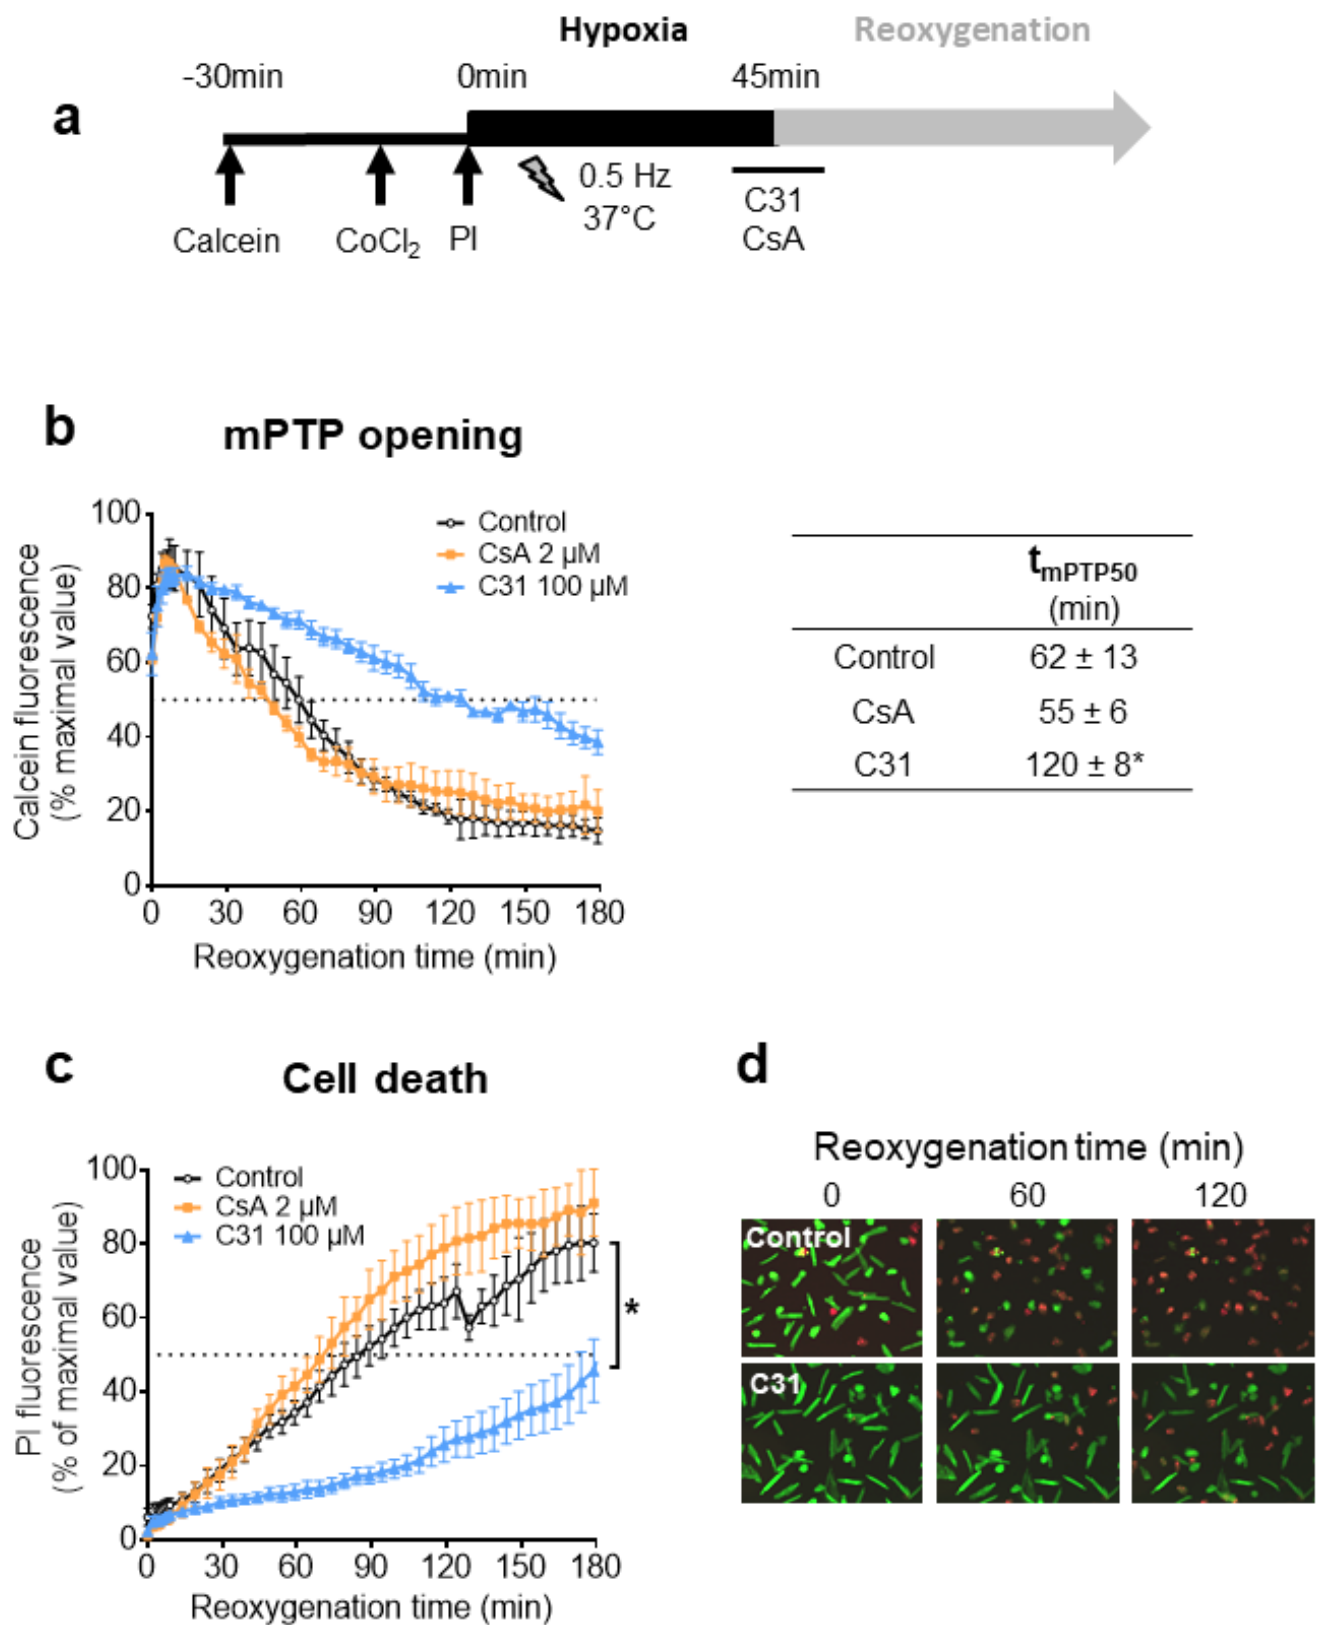 Hypoxia Reoxygenation
-30min 0min 45min
a
0.5 Hz
37°C
C31
CsA
Calcein CoCl₂ PI
b mPTP opening
Calcein fluorescence
(% maximal value)
100
80
60
40
20
0
Control
CsA 2 µM
C31 100 µM
0 30 60 90 120 150 180
Reoxygenation time (min)
tmPTP50
(min)
Control 62 ± 13
CsA 55 ± 6
C31 120 ± 8*
c Cell death
PI fluorescence
(% of maximal value)
100
80
60
40
20
0
Control
CsA 2 µM
C31 100 µM
*
0 30 60 90 120 150 180
Reoxygenation time (min)
d
Reoxygenation time (min)
0 60 120
Control
C31